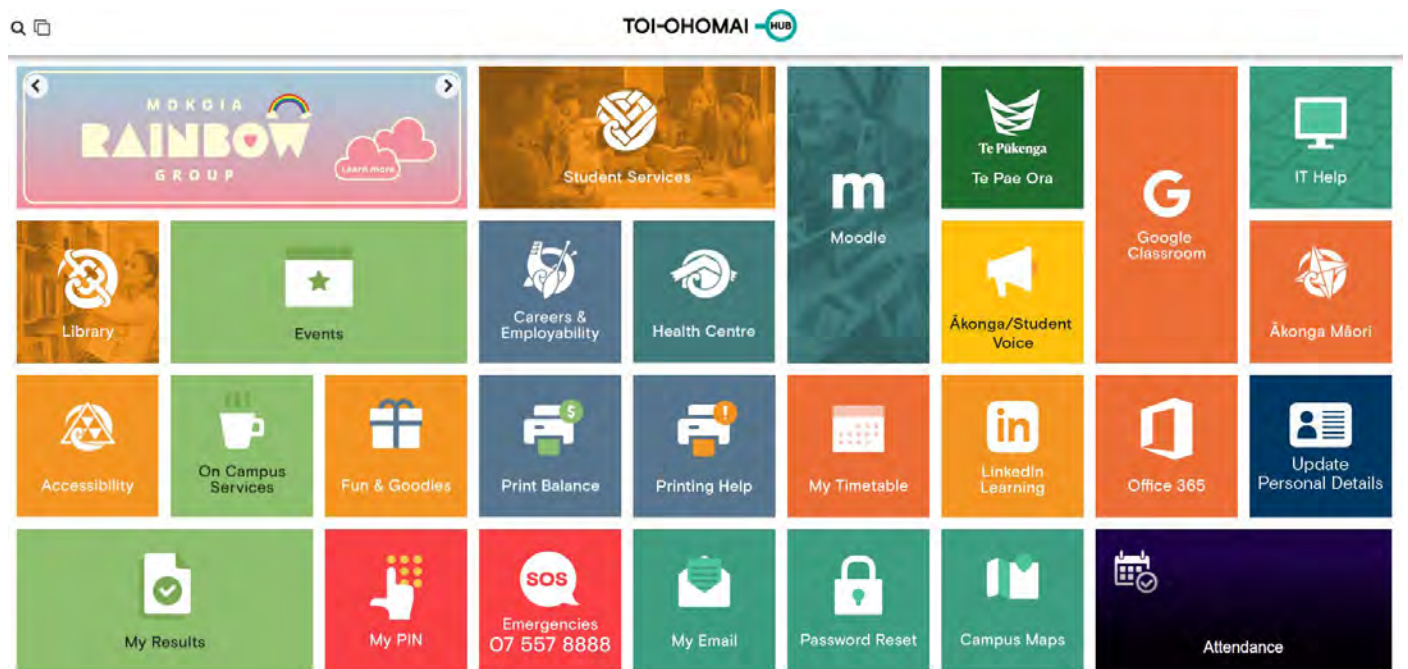 TOI-OHOMAI HUB
MOKOIA
RAINBOW
GROUP
Learn more
Student Services
m
Moodle
Te Pūkenga
Te Pae Ora
G
Google
Classroom
IT Help
Library
Events
Careers &
Employability
Health Centre
Ākonga/Student
Voice
Ākonga Māori
Accessibility
On Campus
Services
Fun & Goodies
$
Print Balance
!
Printing Help
My Timetable
in
LinkedIn
Learning
Office 365
Update
Personal Details
My Results
My PIN
SOS
Emergencies
07 557 8888
My Email
Password Reset
Campus Maps
Attendance